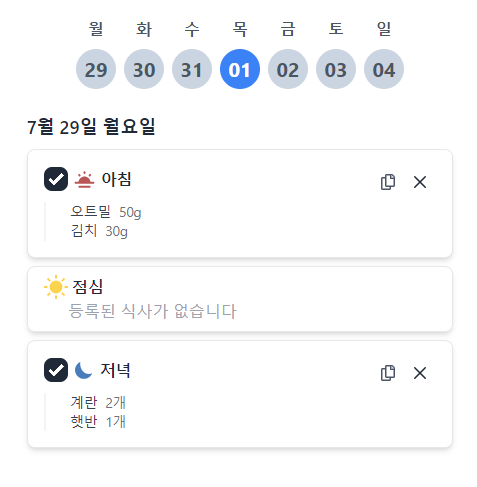 월 화 수 목 금 토 일
29 30 31 01 02 03 04
7월 29일 월요일
아침
오트밀 50g
김치 30g
점심
등록된 식사가 없습니다
저녁
계란 2개
햇반 1개